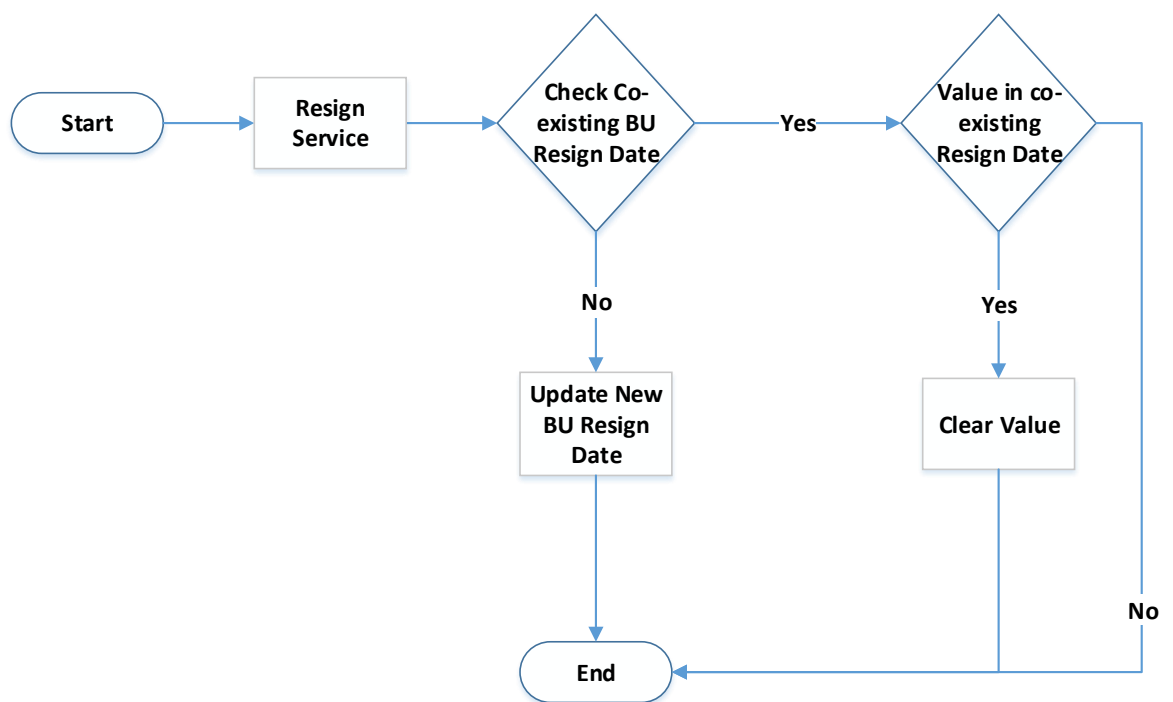 Start
Resign
Service
Check Co-
existing BU
Resign Date
Yes
Value in co-
existing
Resign Date
No
Yes
Update New
BU Resign
Date
Clear Value
No
End